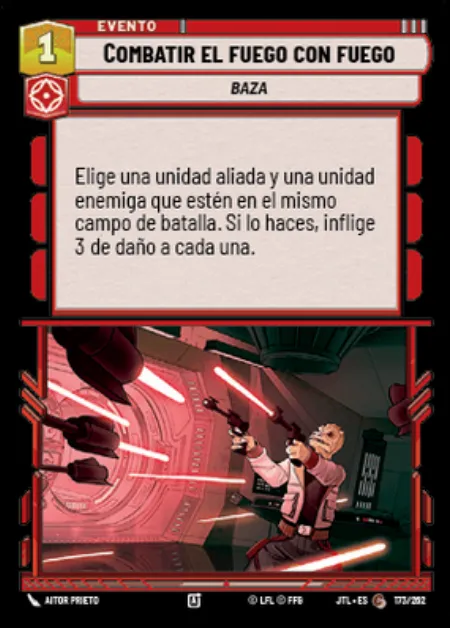 EVENTO
1
COMBATIR EL FUEGO CON FUEGO
BAZA
Elige una unidad aliada y una unidad
enemiga que estén en el mismo
campo de batalla. Si lo haces, inflige
3 de daño a cada una.
AITOR PRIETO
© LFL © FFG
JTL • ES
C
173/262